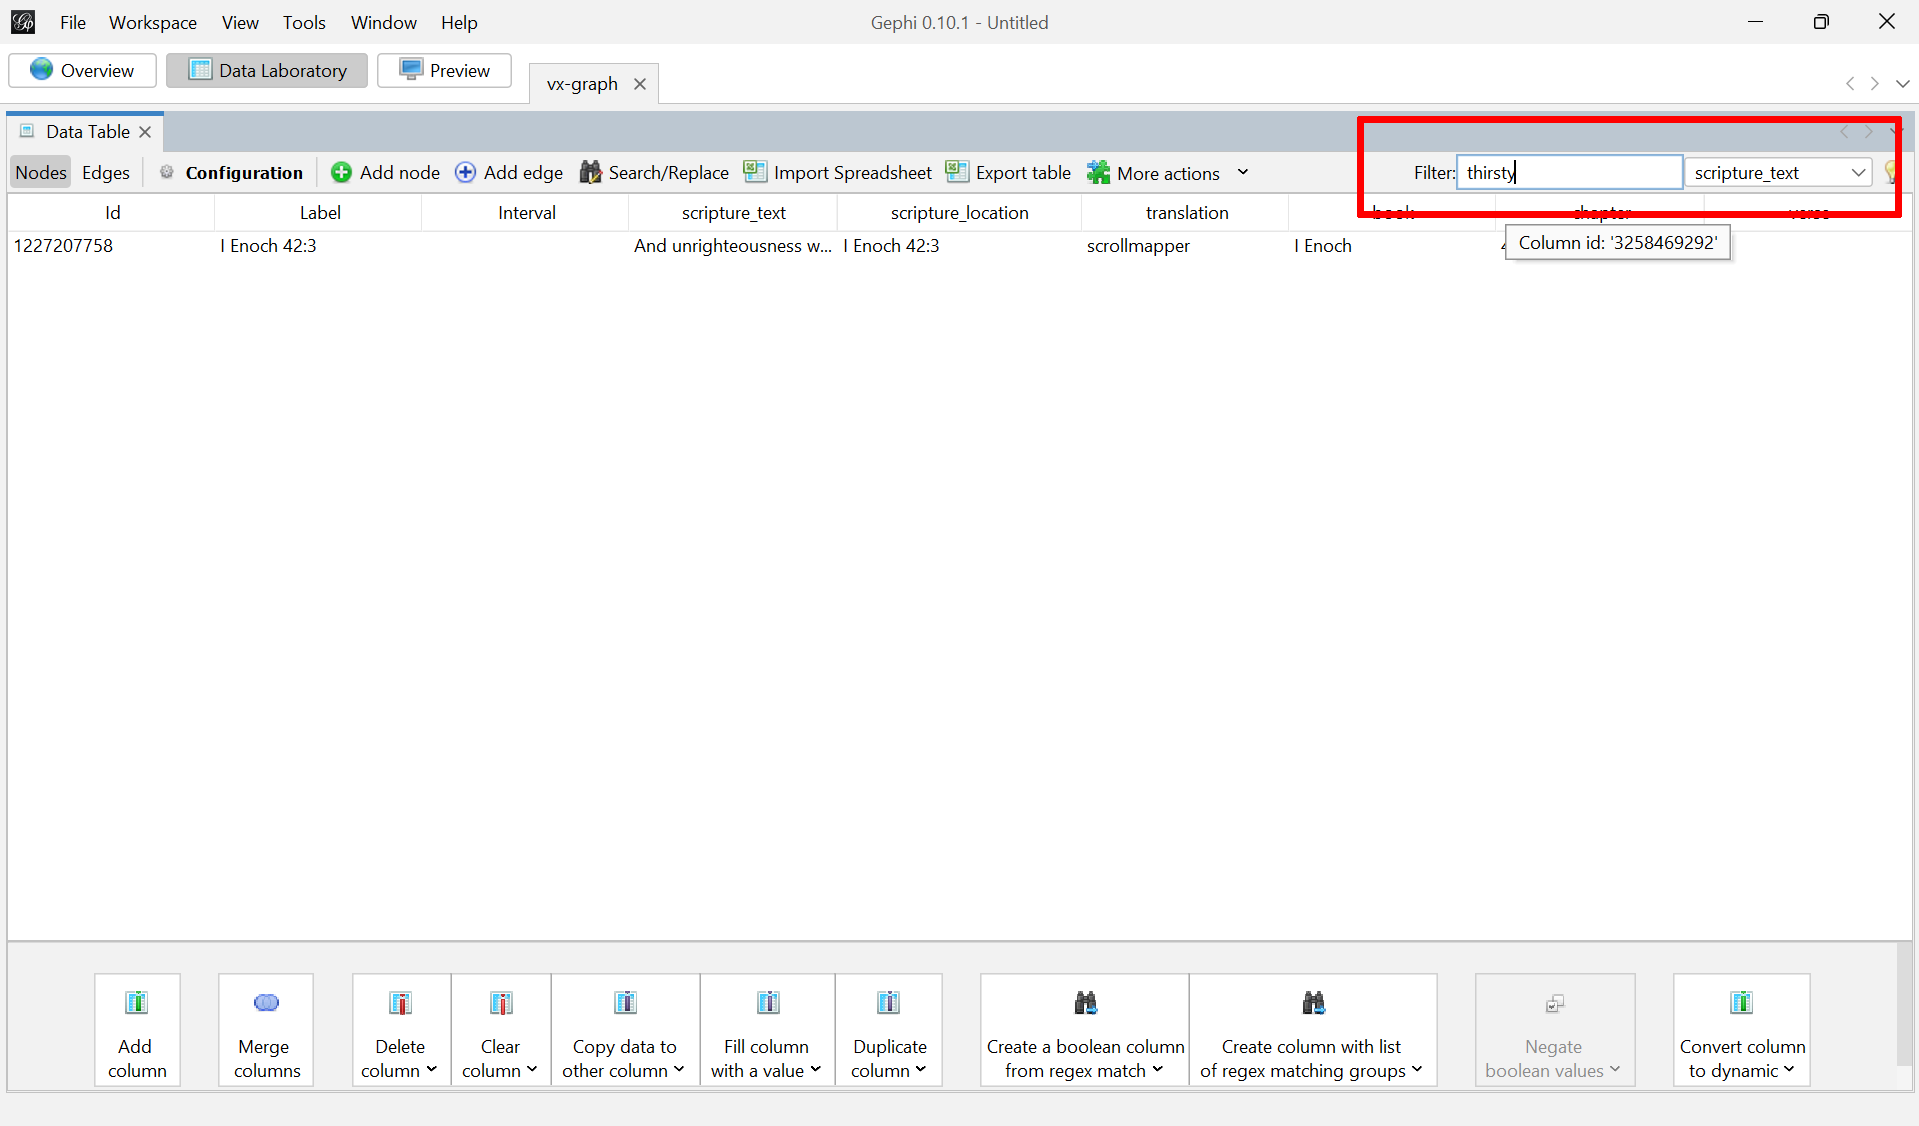 File Workspace View Tools Window Help Gephi 0.10.1 - Untitled
Overview Data Laboratory Preview vx-graph
Data Table
Nodes Edges Configuration Add node Add edge Search/Replace Import Spreadsheet Export table More actions Filter: thirsty scripture_text
Id Label Interval scripture_text scripture_location translation book chapter verse
1227207758 I Enoch 42:3 And unrighteousness w... I Enoch 42:3 scrollmapper I Enoch
Column id: '3258469292'
Add column
Merge columns
Delete column
Clear column
Copy data to other column
Fill column with a value
Duplicate column
Create a boolean column from regex match
Create column with list of regex matching groups
Negate boolean values
Convert column to dynamic